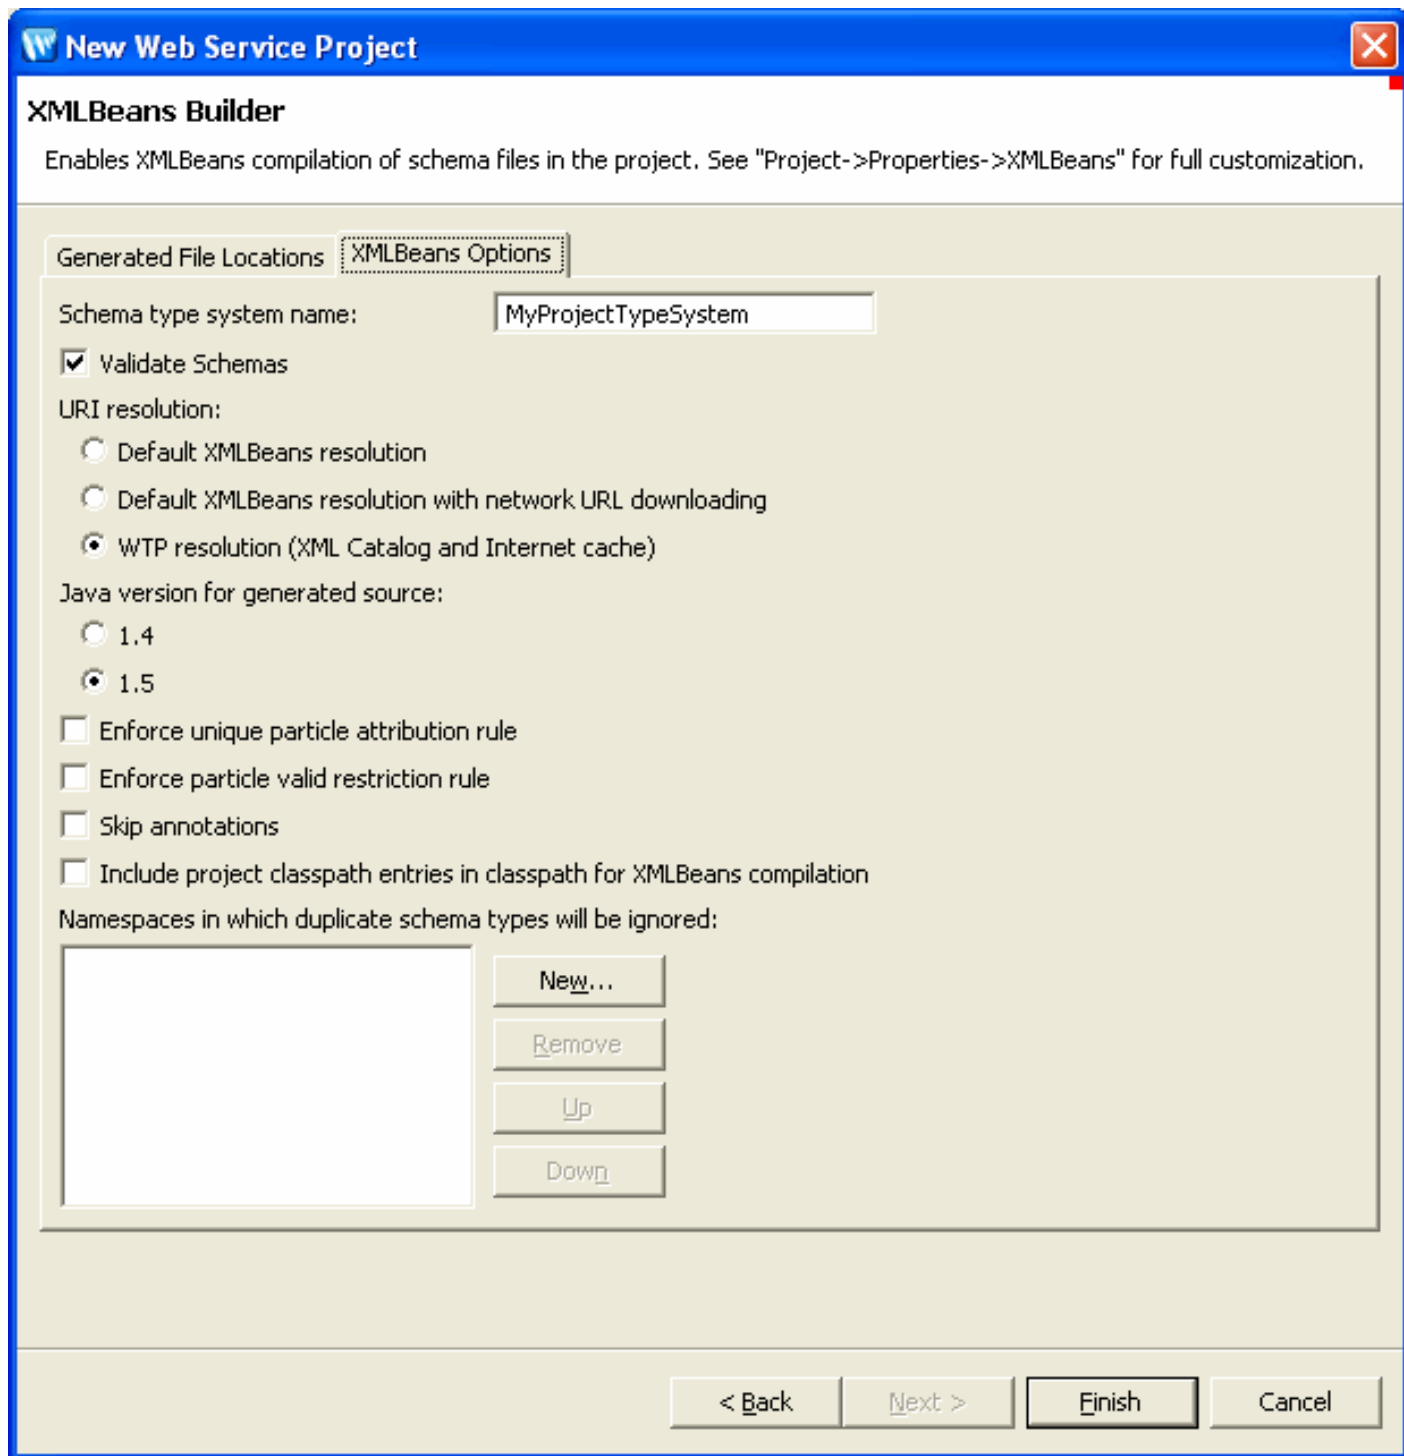 New Web Service Project
XMLBeans Builder
Enables XMLBeans compilation of schema files in the project. See "Project->Properties->XMLBeans" for full customization.
Generated File Locations XMLBeans Options
Schema type system name: MyProjectTypeSystem
Validate Schemas
URI resolution:
Default XMLBeans resolution
Default XMLBeans resolution with network URL downloading
WTP resolution (XML Catalog and Internet cache)
Java version for generated source:
1.4
1.5
Enforce unique particle attribution rule
Enforce particle valid restriction rule
Skip annotations
Include project classpath entries in classpath for XMLBeans compilation
Namespaces in which duplicate schema types will be ignored:
New...
Remove
Up
Down
< Back Next > Finish Cancel